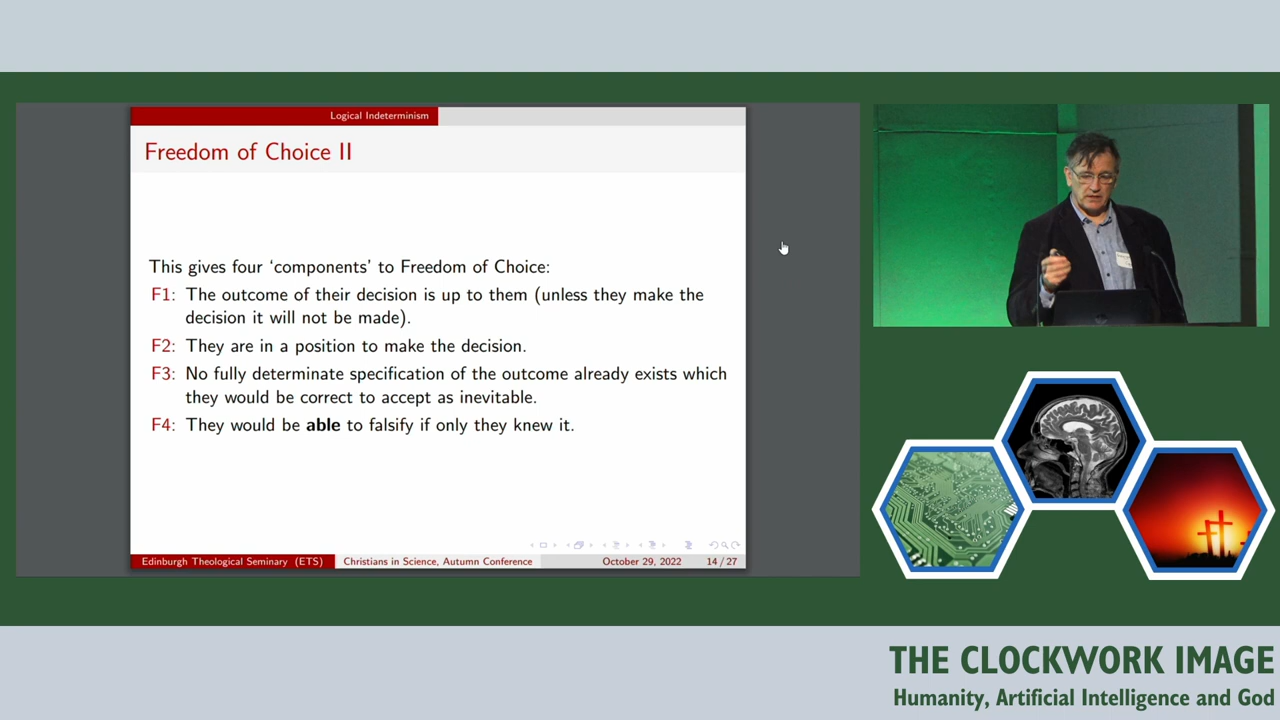 Logical Indeterminism
Freedom of Choice II
This gives four ‘components’ to Freedom of Choice:
F1: The outcome of their decision is up to them (unless they make the
decision it will not be made).
F2: They are in a position to make the decision.
F3: No fully determinate specification of the outcome already exists which
they would be correct to accept as inevitable.
F4: They would be able to falsify if only they knew it.
Edinburgh Theological Seminary (ETS)
Christians in Science, Autumn Conference
October 29, 2022
14 / 27
THE CLOCKWORK IMAGE
Humanity, Artificial Intelligence and God